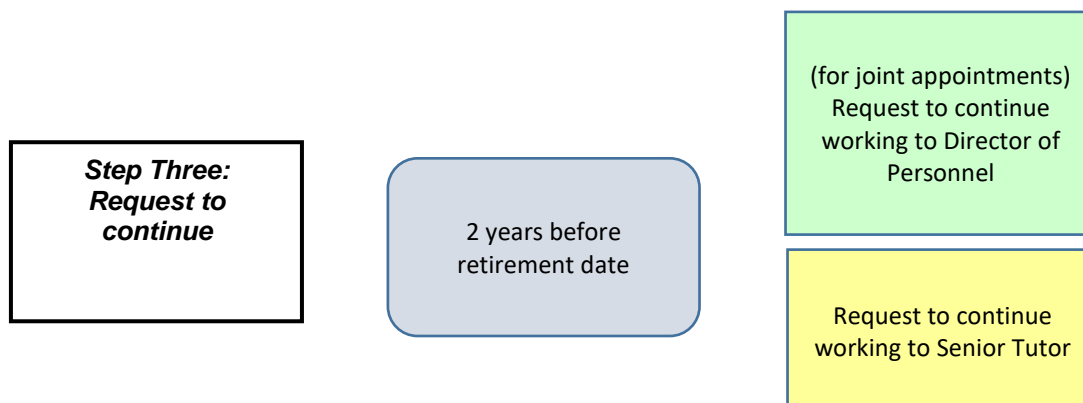 Step Three:
Request to
continue
2 years before
retirement date
(for joint appointments)
Request to continue
working to Director of
Personnel
Request to continue
working to Senior Tutor